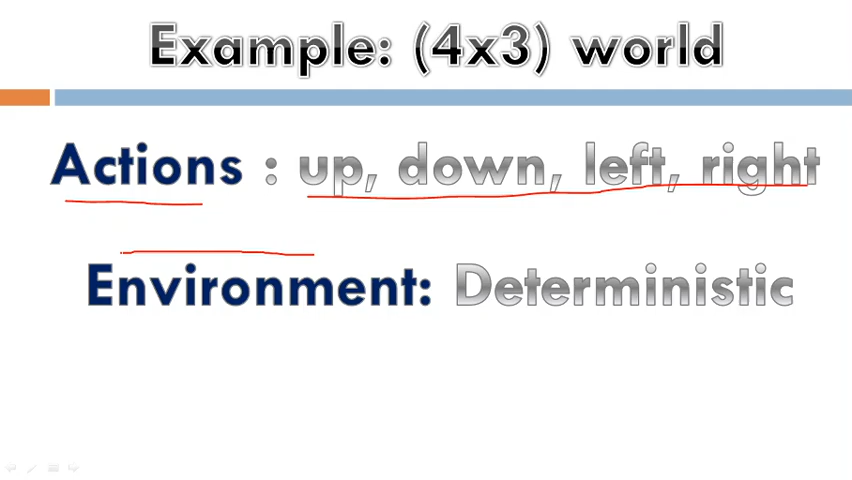 Example: (4x3) world
Actions : up, down, left, right
Environment: Deterministic